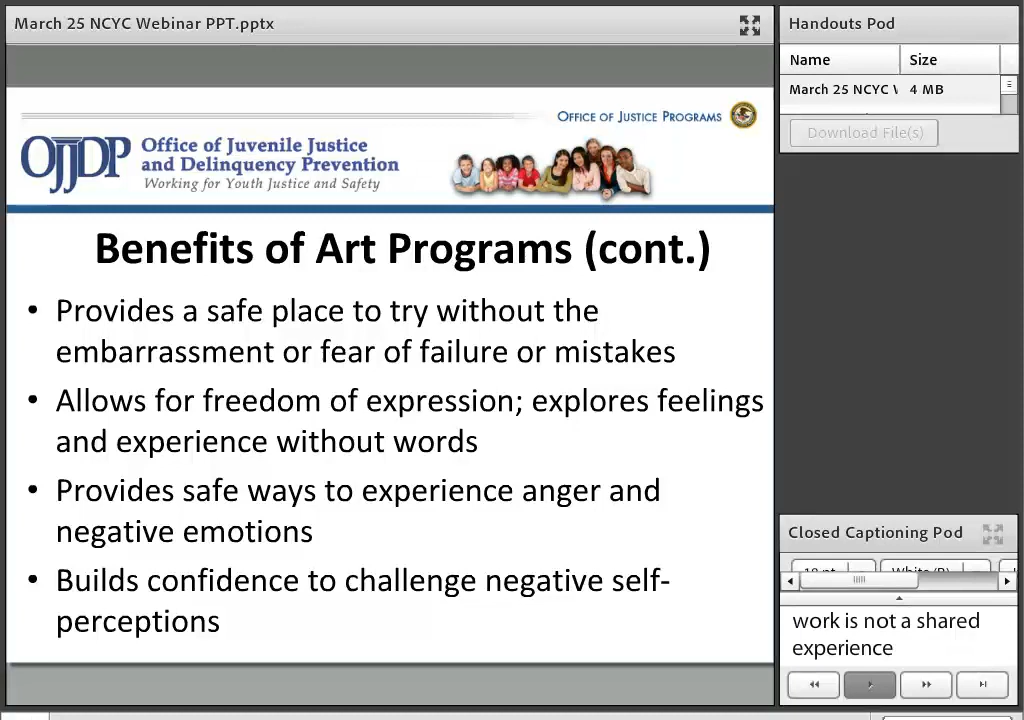 March 25 NCYC Webinar PPT.pptx
Handouts Pod
Name Size
March 25 NCYC 4 MB
Download File(s)
OFFICE OF JUSTICE PROGRAMS
OJJDP
Office of Juvenile Justice
and Delinquency Prevention
Working for Youth Justice and Safety
Benefits of Art Programs (cont.)
• Provides a safe place to try without the
embarrassment or fear of failure or mistakes
• Allows for freedom of expression; explores feelings
and experience without words
• Provides safe ways to experience anger and
negative emotions
• Builds confidence to challenge negative self-
perceptions
Closed Captioning Pod
work is not a shared
experience